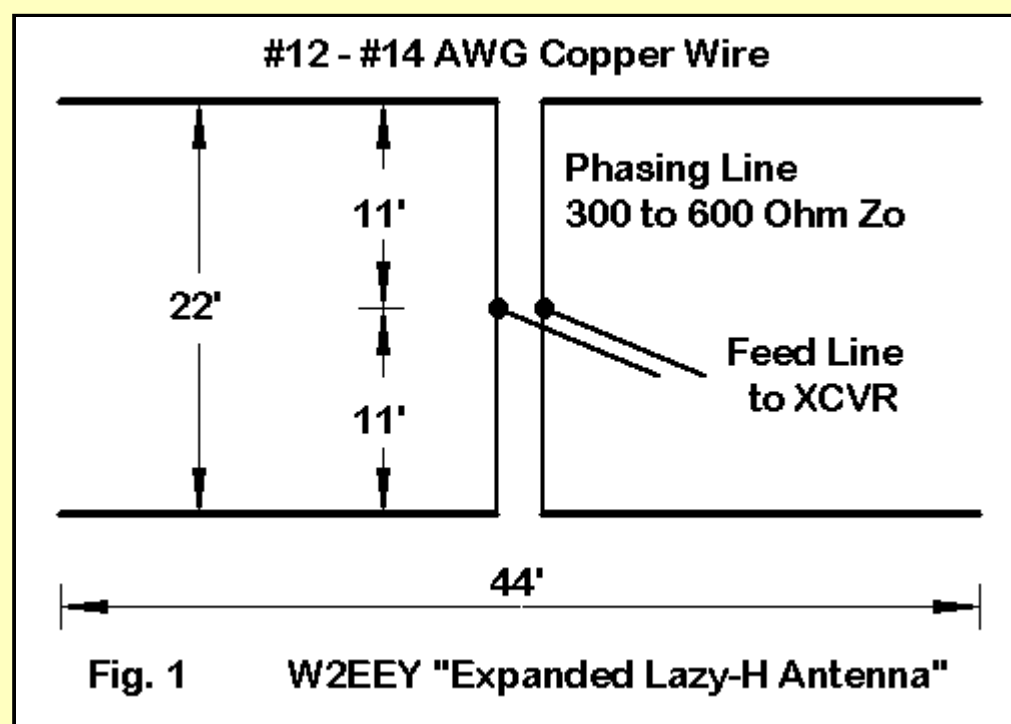 #12 - #14 AWG Copper Wire
Phasing Line
300 to 600 Ohm Zo
11'
22'
11'
Feed Line
to XCVR
44'
Fig. 1 W2EEY "Expanded Lazy-H Antenna"